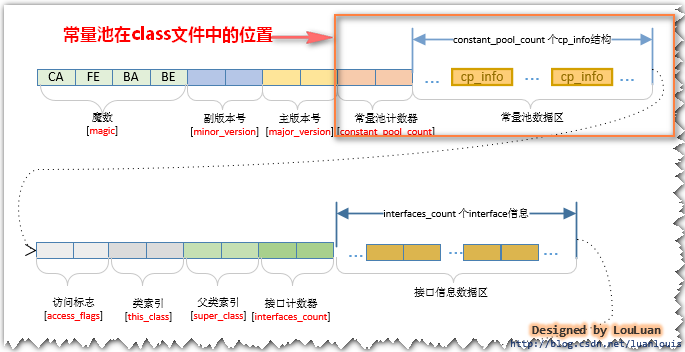 常量池在class文件中的位置
constant_pool_count 个cp_info结构
CA FE BA BE ... cp_info ... cp_info ...
魔数 副版本号 主版本号 常量池计数器 常量池数据区
[magic] [minor_version] [major_version] [constant_pool_count]
interfaces_count 个interface信息
... ... ...
访问标志 类索引 父类索引 接口计数器 接口信息数据区
[access_flags] [this_class] [super_class] [interfaces_count]
Designed by LouLuan
http://blog.csdn.net/luanlouis